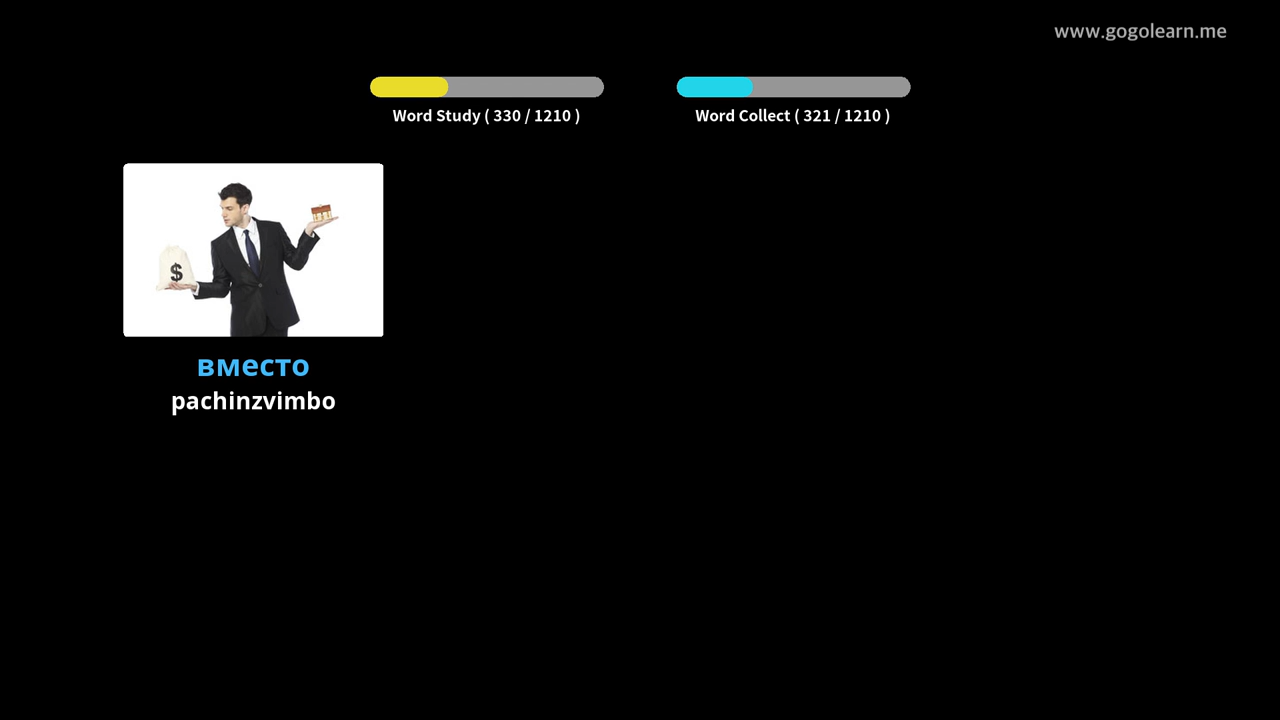 www.gogolearn.me
Word Study ( 330 / 1210 )
Word Collect ( 321 / 1210 )
$
вместо
pachinzvimbo